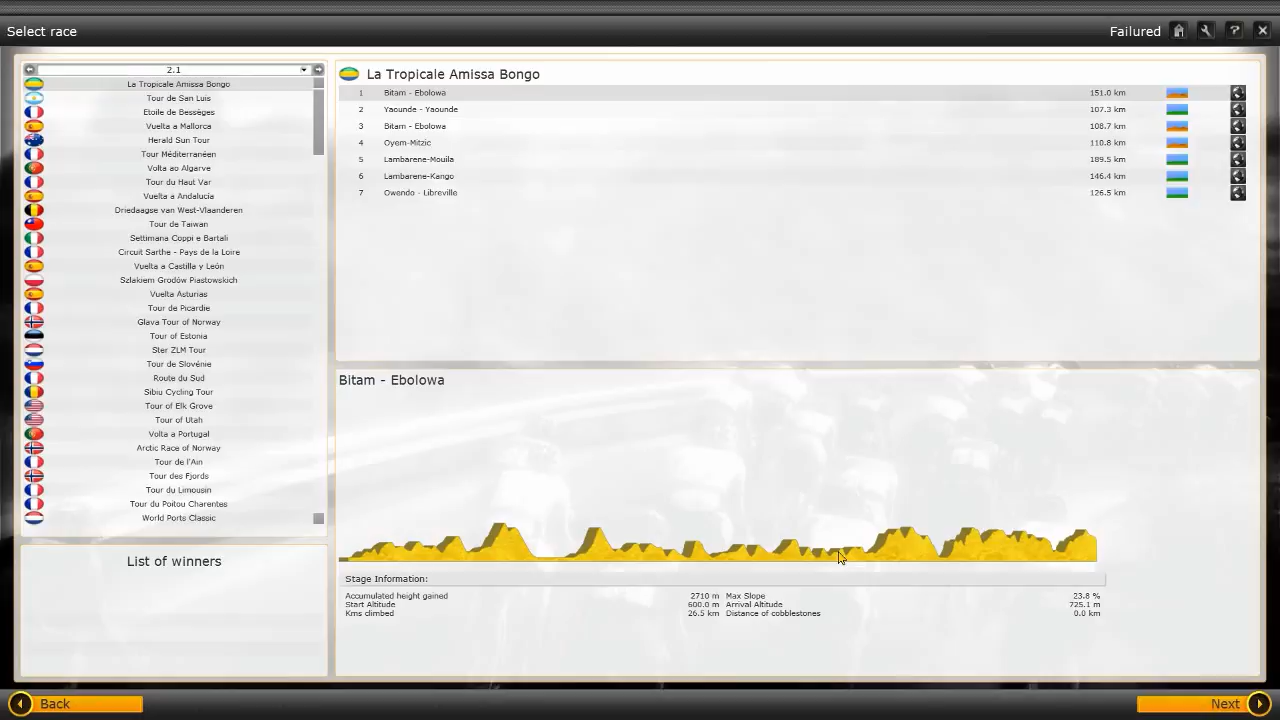 Select race
Failured
2.1
La Tropicale Amissa Bongo
Tour de San Luis
Etoile de Bessèges
Vuelta a Mallorca
Herald Sun Tour
Tour Méditerranéen
Volta ao Algarve
Tour du Haut Var
Vuelta a Andalucia
Driedaagse van West-Vlaanderen
Tour de Taiwan
Settimana Coppi e Bartali
Circuit Sarthe - Pays de la Loire
Vuelta a Castilla y León
Szlakiem Grodów Piastowskich
Vuelta Asturias
Tour de Picardie
Glava Tour of Norway
Tour of Estonia
Ster ZLM Tour
Tour de Slovénie
Route du Sud
Sibiu Cycling Tour
Tour of Elk Grove
Tour of Utah
Volta a Portugal
Arctic Race of Norway
Tour de l'Ain
Tour des Fjords
Tour du Limousin
Tour du Poitou Charentes
World Ports Classic
List of winners
La Tropicale Amissa Bongo
1 Bitam - Ebolowa 151.0 km
2 Yaounde - Yaounde 107.3 km
3 Bitam - Ebolowa 108.7 km
4 Oyem-Mitzic 110.8 km
5 Lambarene-Mouila 189.5 km
6 Lambarene-Kango 146.4 km
7 Owendo - Libreville 126.5 km
Bitam - Ebolowa
Stage Information:
Accumulated height gained 2710 m Max Slope 23.8 %
Start Altitude 600.0 m Arrival Altitude 725.1 m
Kms climbed 26.5 km Distance of cobblestones 0.0 km
Back
Next